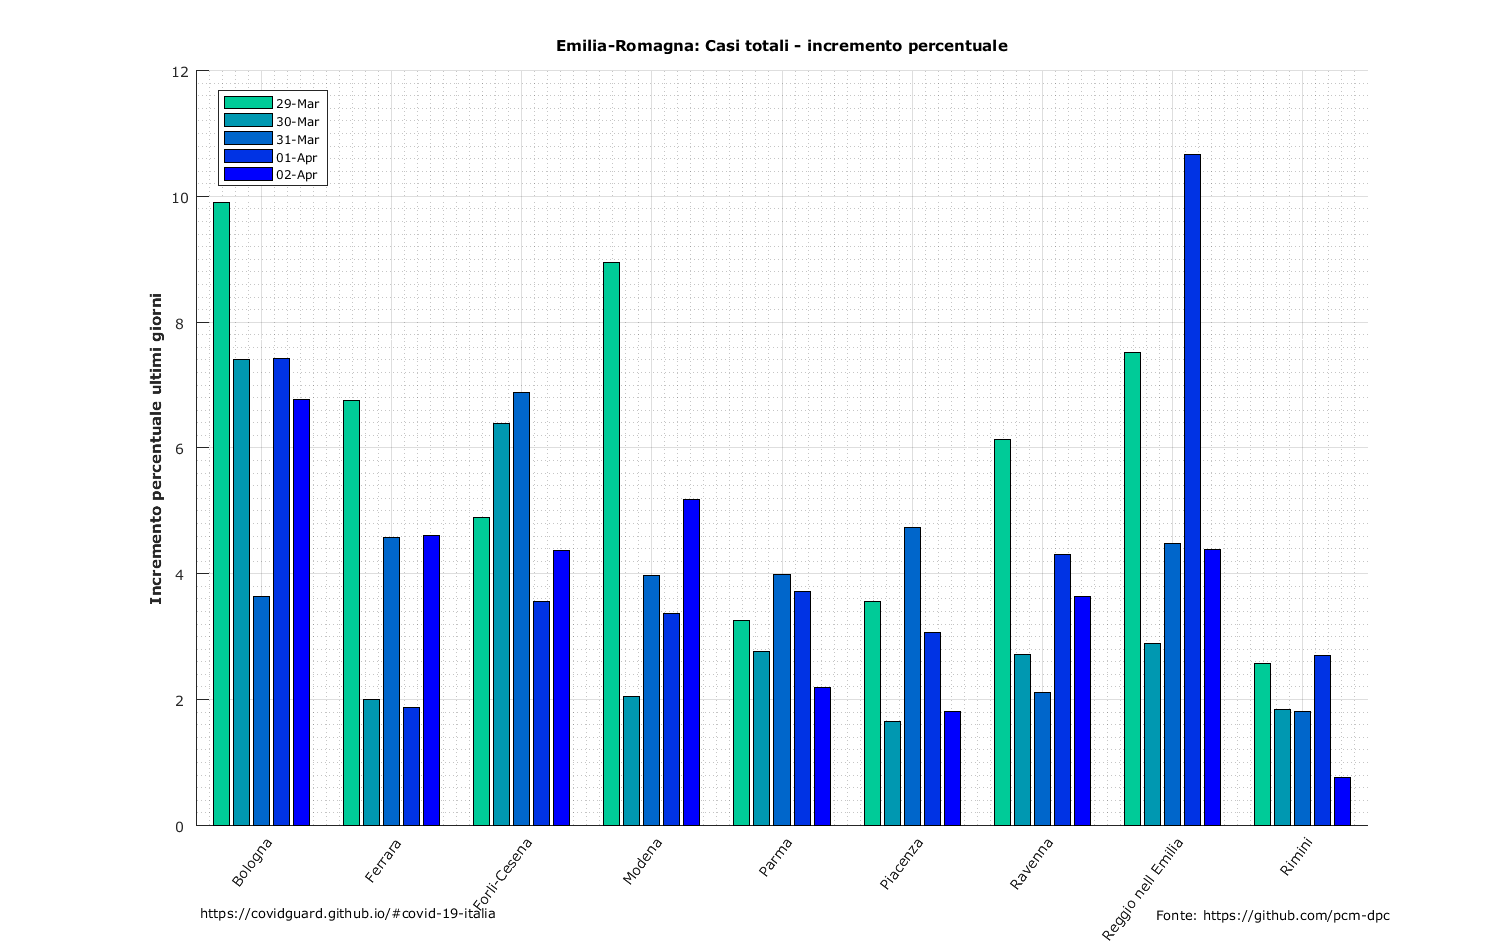 Emilia-Romagna: Casi totali - incremento percentuale
Incremento percentuale ultimi giorni
12
10
8
6
4
2
0
29-Mar
30-Mar
31-Mar
01-Apr
02-Apr
Bologna
Ferrara
Forlì-Cesena
Modena
Parma
Piacenza
Ravenna
Reggio nell Emilia
Rimini
https://covidguard.github.io/#covid-19-italia
Fonte: https://github.com/pcm-dpc